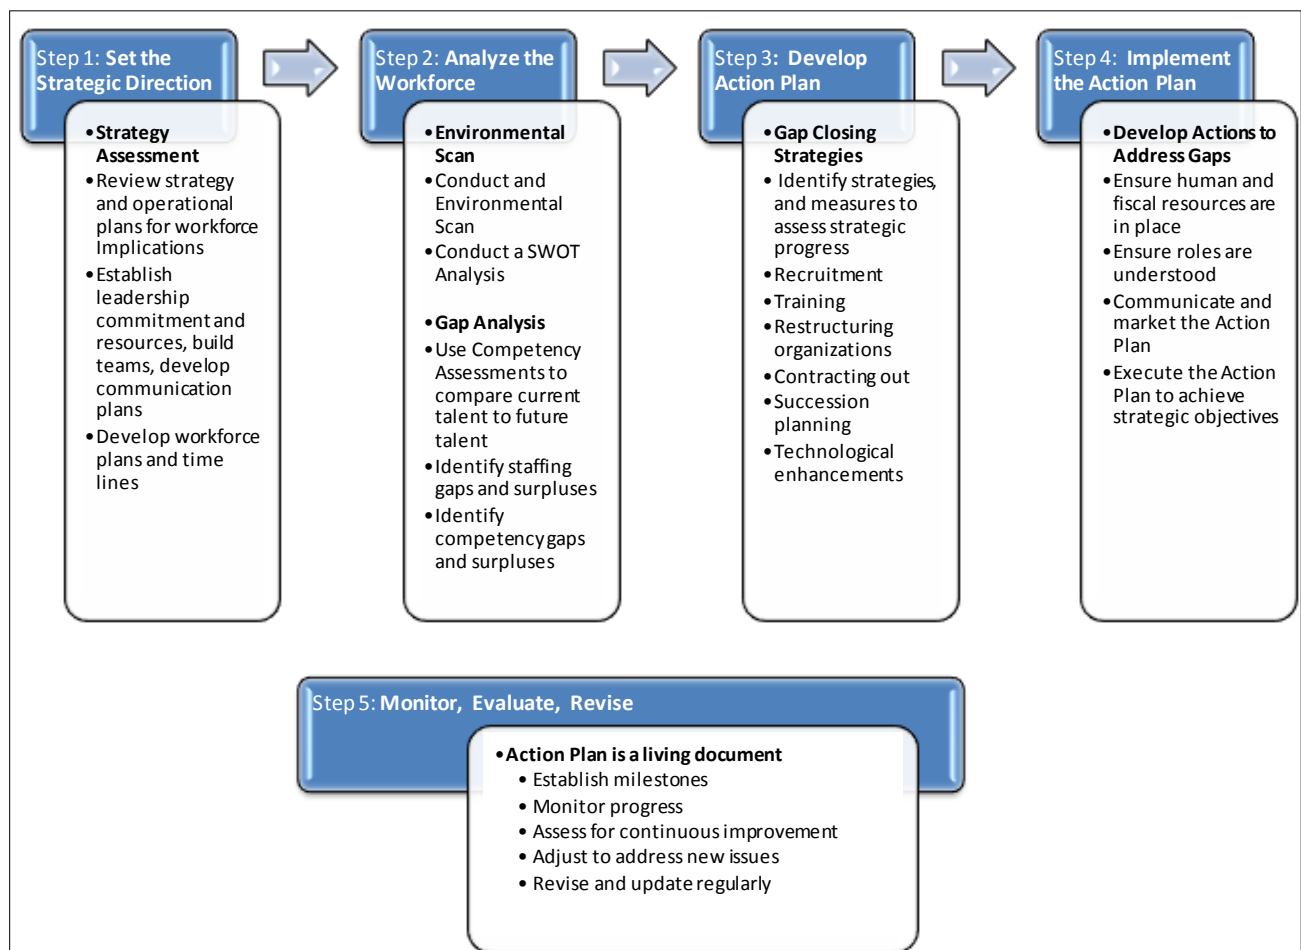 Step 1: Set the
Strategic Direction
• Strategy
Assessment
• Review strategy
and operational
plans for workforce
Implications
• Establish
leadership
commitment and
resources, build
teams, develop
communication
plans
• Develop workforce
plans and time
lines
Step 2: Analyze the
Workforce
• Environmental
Scan
• Conduct and
Environmental
Scan
• Conduct a SWOT
Analysis
• Gap Analysis
• Use Competency
Assessments to
compare current
talent to future
talent
• Identify staffing
gaps and surpluses
• Identify
competency gaps
and surpluses
Step 3: Develop
Action Plan
• Gap Closing
Strategies
• Identify strategies,
and measures to
assess strategic
progress
• Recruitment
• Training
• Restructuring
organizations
• Contracting out
• Succession
planning
• Technological
enhancements
Step 4: Implement
the Action Plan
• Develop Actions to
Address Gaps
• Ensure human and
fiscal resources are
in place
• Ensure roles are
understood
• Communicate and
market the Action
Plan
• Execute the Action
Plan to achieve
strategic objectives
Step 5: Monitor, Evaluate, Revise
• Action Plan is a living document
• Establish milestones
• Monitor progress
• Assess for continuous improvement
• Adjust to address new issues
• Revise and update regularly